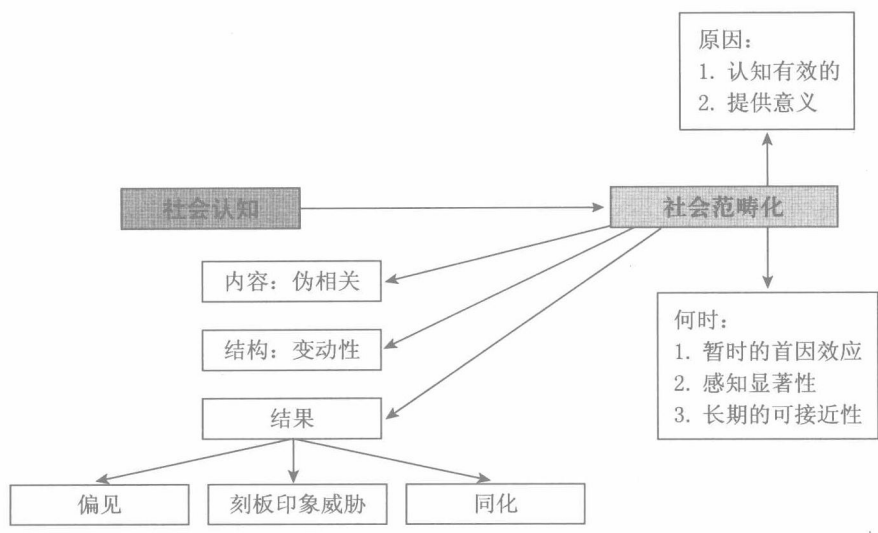 原因：
1. 认知有效的
2. 提供意义
社会认知
社会范畴化
内容：伪相关
结构：变动性
结果
何时：
1. 暂时的首因效应
2. 感知显著性
3. 长期的可接近性
偏见
刻板印象威胁
同化